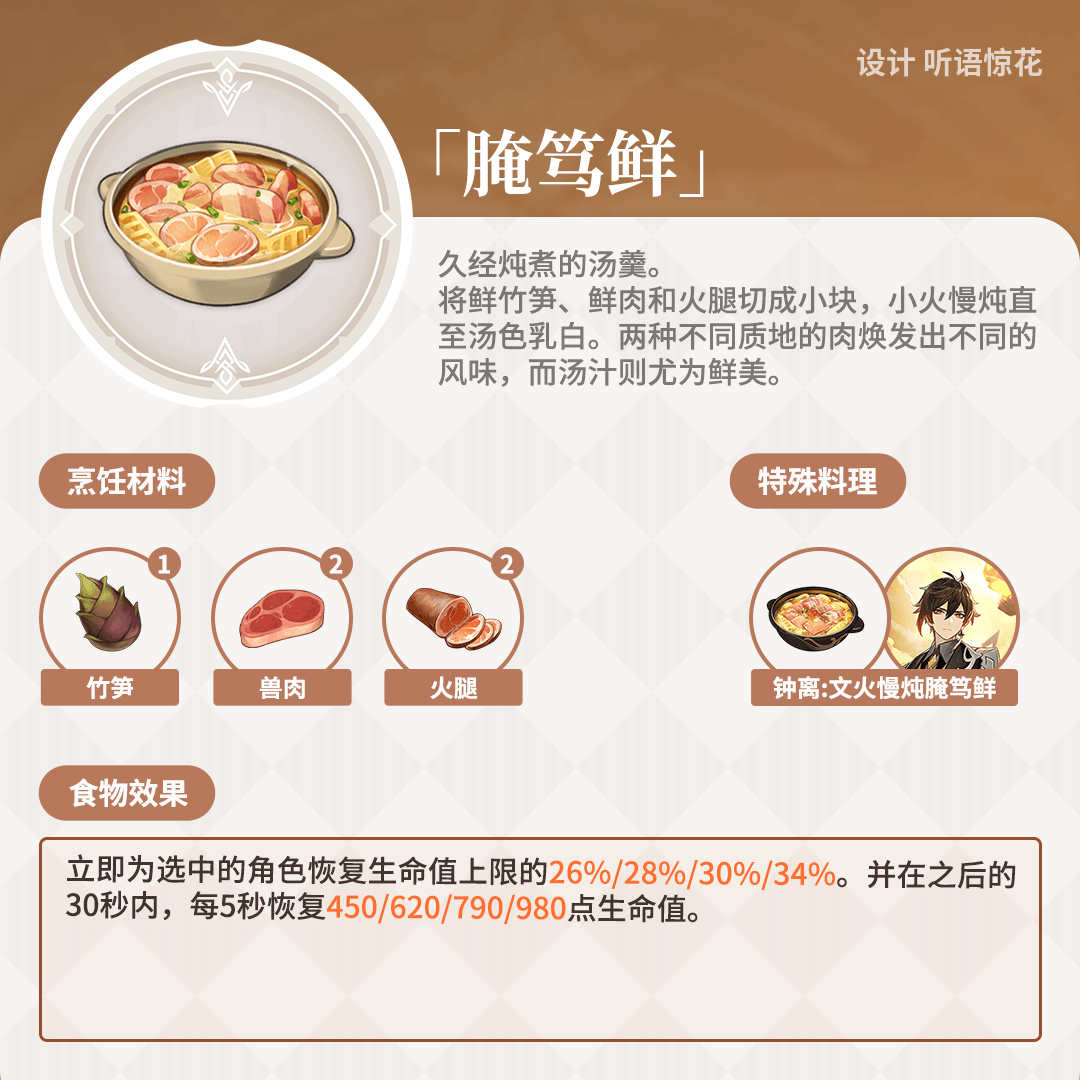 设计 听语惊花
「腌笃鲜」
久经炖煮的汤羹。
将鲜竹笋、鲜肉和火腿切成小块，小火慢炖直
至汤色乳白。两种不同质地的肉焕发出不同的
风味，而汤汁则尤为鲜美。
烹饪材料
特殊料理
1
2
2
竹笋
兽肉
火腿
钟离:文火慢炖腌笃鲜
食物效果
立即为选中的角色恢复生命值上限的26%/28%/30%/34%。并在之后的
30秒内，每5秒恢复450/620/790/980点生命值。